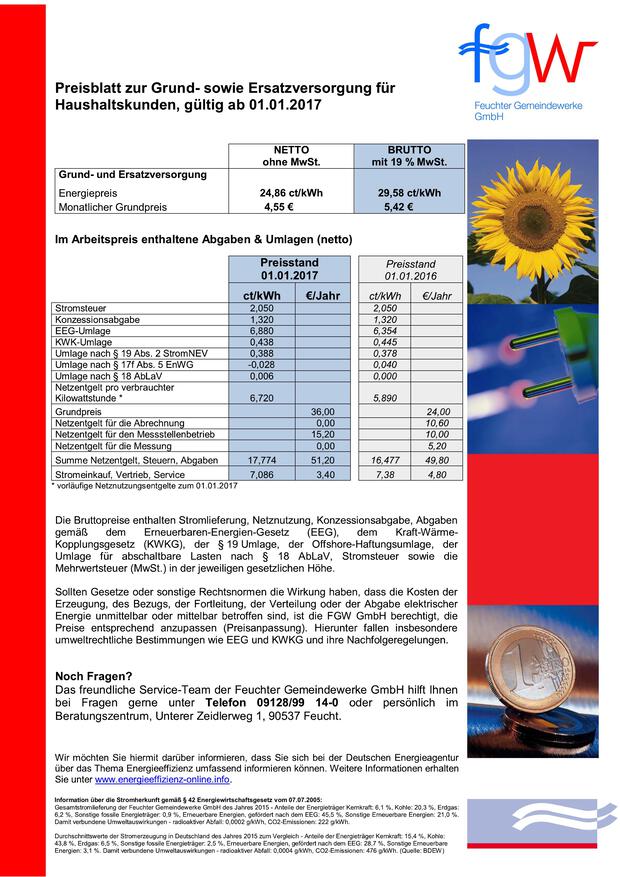 fgw
Feuchter Gemeindewerke
GmbH
Preisblatt zur Grund- sowie Ersatzversorgung für
Haushaltskunden, gültig ab 01.01.2017
NETTO BRUTTO
ohne MwSt. mit 19 % MwSt.
Grund- und Ersatzversorgung
Energiepreis 24,86 ct/kWh 29,58 ct/kWh
Monatlicher Grundpreis 4,55 € 5,42 €
Im Arbeitspreis enthaltene Abgaben & Umlagen (netto)
Preisstand Preisstand
01.01.2017 01.01.2016
ct/kWh €/Jahr ct/kWh €/Jahr
Stromsteuer 2,050 2,050
Konzessionsabgabe 1,320 1,320
EEG-Umlage 6,880 6,354
KWK-Umlage 0,438 0,445
Umlage nach § 19 Abs. 2 StromNEV 0,388 0,378
Umlage nach § 17f Abs. 5 EnWG -0,028 0,040
Umlage nach § 18 AbLaV 0,006 0,000
Netzentgelt pro verbrauchter
Kilowattstunde * 6,720 5,890
Grundpreis 36,00 24,00
Netzentgelt für die Abrechnung 0,00 10,60
Netzentgelt für den Messstellenbetrieb 15,20 10,00
Netzentgelt für die Messung 0,00 5,20
Summe Netzentgelt, Steuern, Abgaben 17,774 51,20 16,477 49,80
Stromeinkauf, Vertrieb, Service 7,086 3,40 7,38 4,80
* vorläufige Netznutzungsentgelte zum 01.01.2017
Die Bruttopreise enthalten Stromlieferung, Netznutzung, Konzessionsabgabe, Abgaben
gemäß dem Erneuerbaren-Energien-Gesetz (EEG), dem Kraft-Wärme-
Kopplungsgesetz (KWKG), der § 19 Umlage, der Offshore-Haftungsumlage, der
Umlage für abschaltbare Lasten nach § 18 AbLaV, Stromsteuer sowie die
Mehrwertsteuer (MwSt.) in der jeweiligen gesetzlichen Höhe.
Sollten Gesetze oder sonstige Rechtsnormen die Wirkung haben, dass die Kosten der
Erzeugung, des Bezugs, der Fortleitung, der Verteilung oder der Abgabe elektrischer
Energie unmittelbar oder mittelbar betroffen sind, ist die FGW GmbH berechtigt, die
Preise entsprechend anzupassen (Preisanpassung). Hierunter fallen insbesondere
umweltrechtliche Bestimmungen wie EEG und KWKG und ihre Nachfolgeregelungen.
Noch Fragen?
Das freundliche Service-Team der Feuchter Gemeindewerke GmbH hilft Ihnen
bei Fragen gerne unter Telefon 09128/99 14-0 oder persönlich im
Beratungszentrum, Unterer Zeidlerweg 1, 90537 Feucht.
Wir möchten Sie hiermit darüber informieren, dass Sie sich bei der Deutschen Energieagentur
über das Thema Energieeffizienz umfassend informieren können. Weitere Informationen erhalten
Sie unter www.energieeffizienz-online.info.
Information über die Stromherkunft gemäß § 42 Energiewirtschaftsgesetz vom 07.07.2005:
Gesamtstromlieferung der Feuchter Gemeindewerke GmbH des Jahres 2015 - Anteile der Energieträger Kernkraft: 6,1 %, Kohle: 20,3 %, Erdgas:
6,2 %, Sonstige fossile Energieträger: 0,9 %, Erneuerbare Energien, gefördert nach dem EEG: 45,5 %, Sonstige Erneuerbare Energien: 21,0 %.
Damit verbundene Umweltauswirkungen - radioaktiver Abfall: 0,0002 g/kWh, CO2-Emissionen: 222 g/kWh.
Durchschnittswerte der Stromerzeugung in Deutschland des Jahres 2015 zum Vergleich - Anteile der Energieträger Kernkraft: 15,4 %, Kohle:
43,8 %, Erdgas: 6,5 %, Sonstige fossile Energieträger: 2,5 %, Erneuerbare Energien, gefördert nach dem EEG: 28,7 %, Sonstige Erneuerbare
Energien: 3,1 %. Damit verbundene Umweltauswirkungen - radioaktiver Abfall: 0,0004 g/kWh, CO2-Emissionen: 476 g/kWh. (Quelle: BDEW)